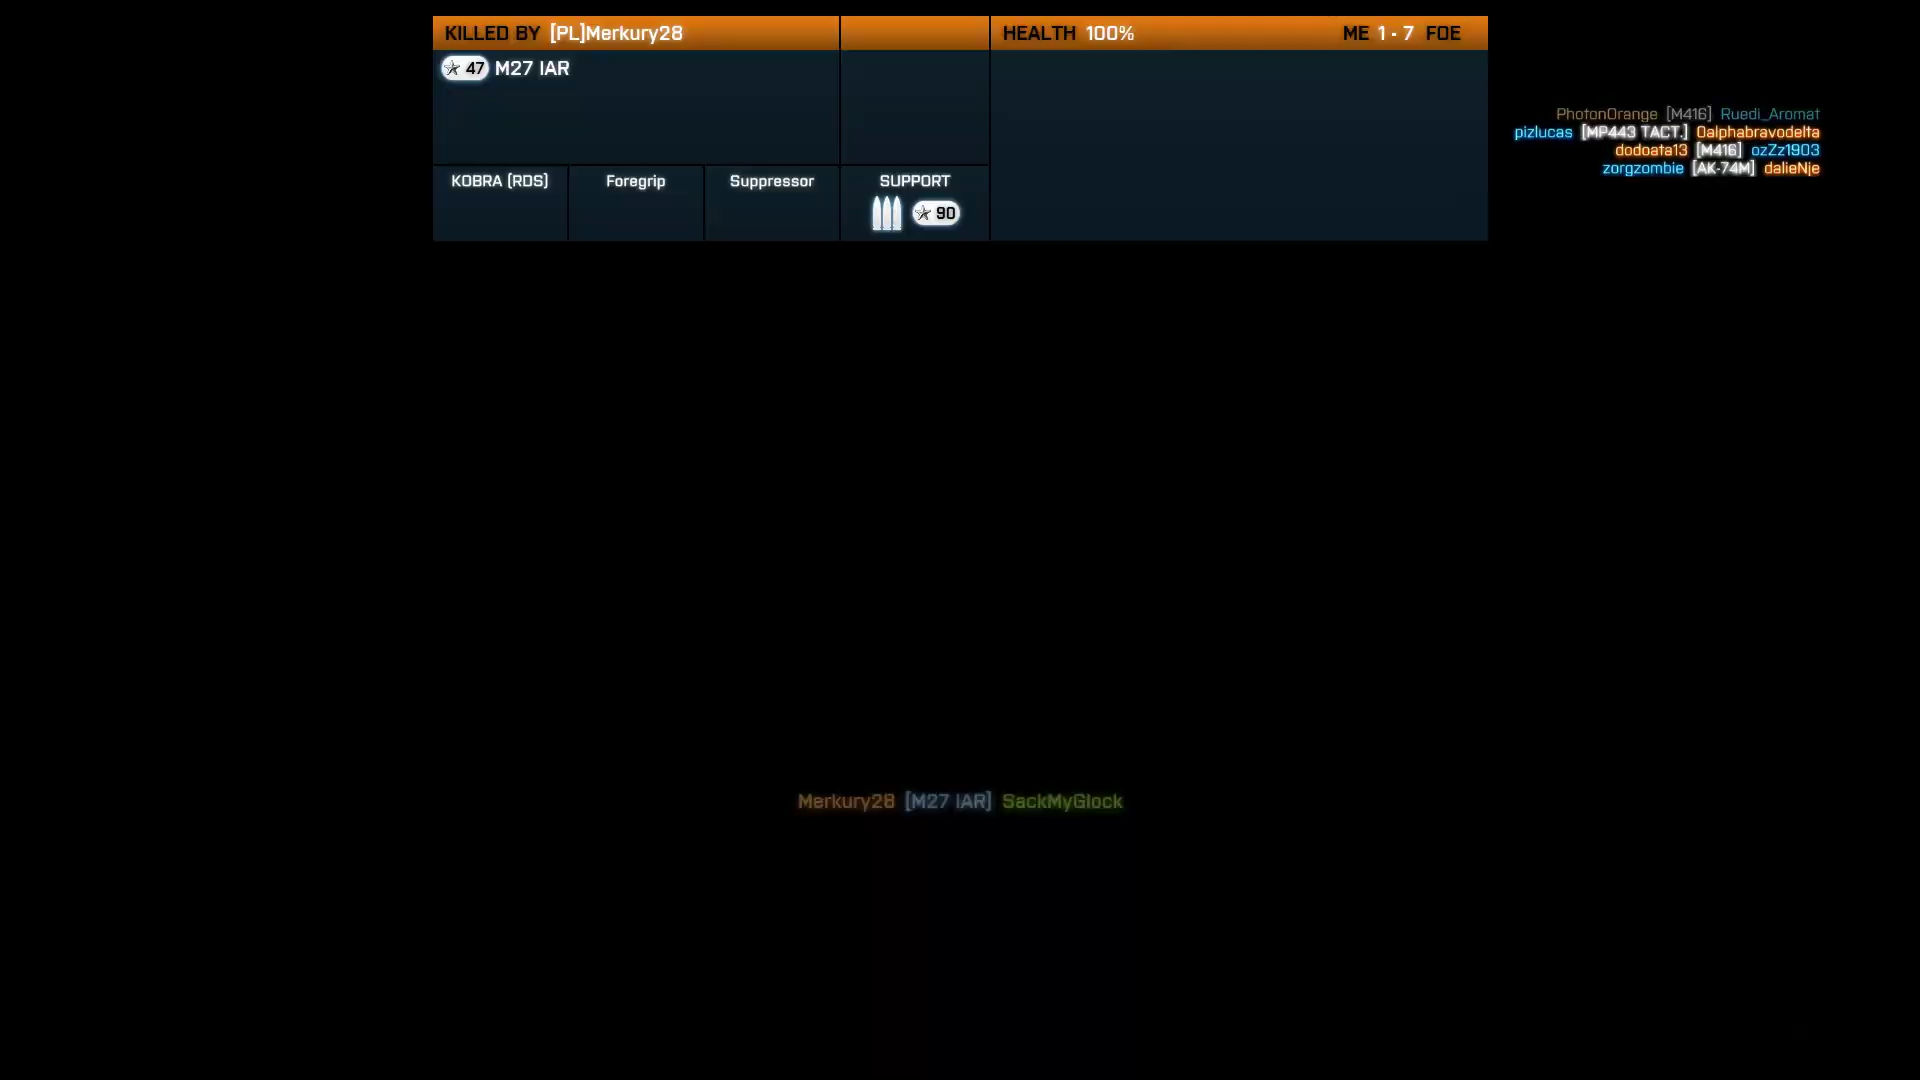 KILLED BY [PL]Merkury28
HEALTH 100%
ME 1 - 7 FOE
47 M27 IAR
KOBRA (RDS)
Foregrip
Suppressor
SUPPORT
90
PhotonOrange [M416] Ruedi_Aromat
pizlucas [MP443 TACT.] 0alphabravodelta
dodoata13 [M416] ozZz1903
zorgzombie [AK-74M] dalieNje
Merkury28 [M27 IAR] SackMyGlock